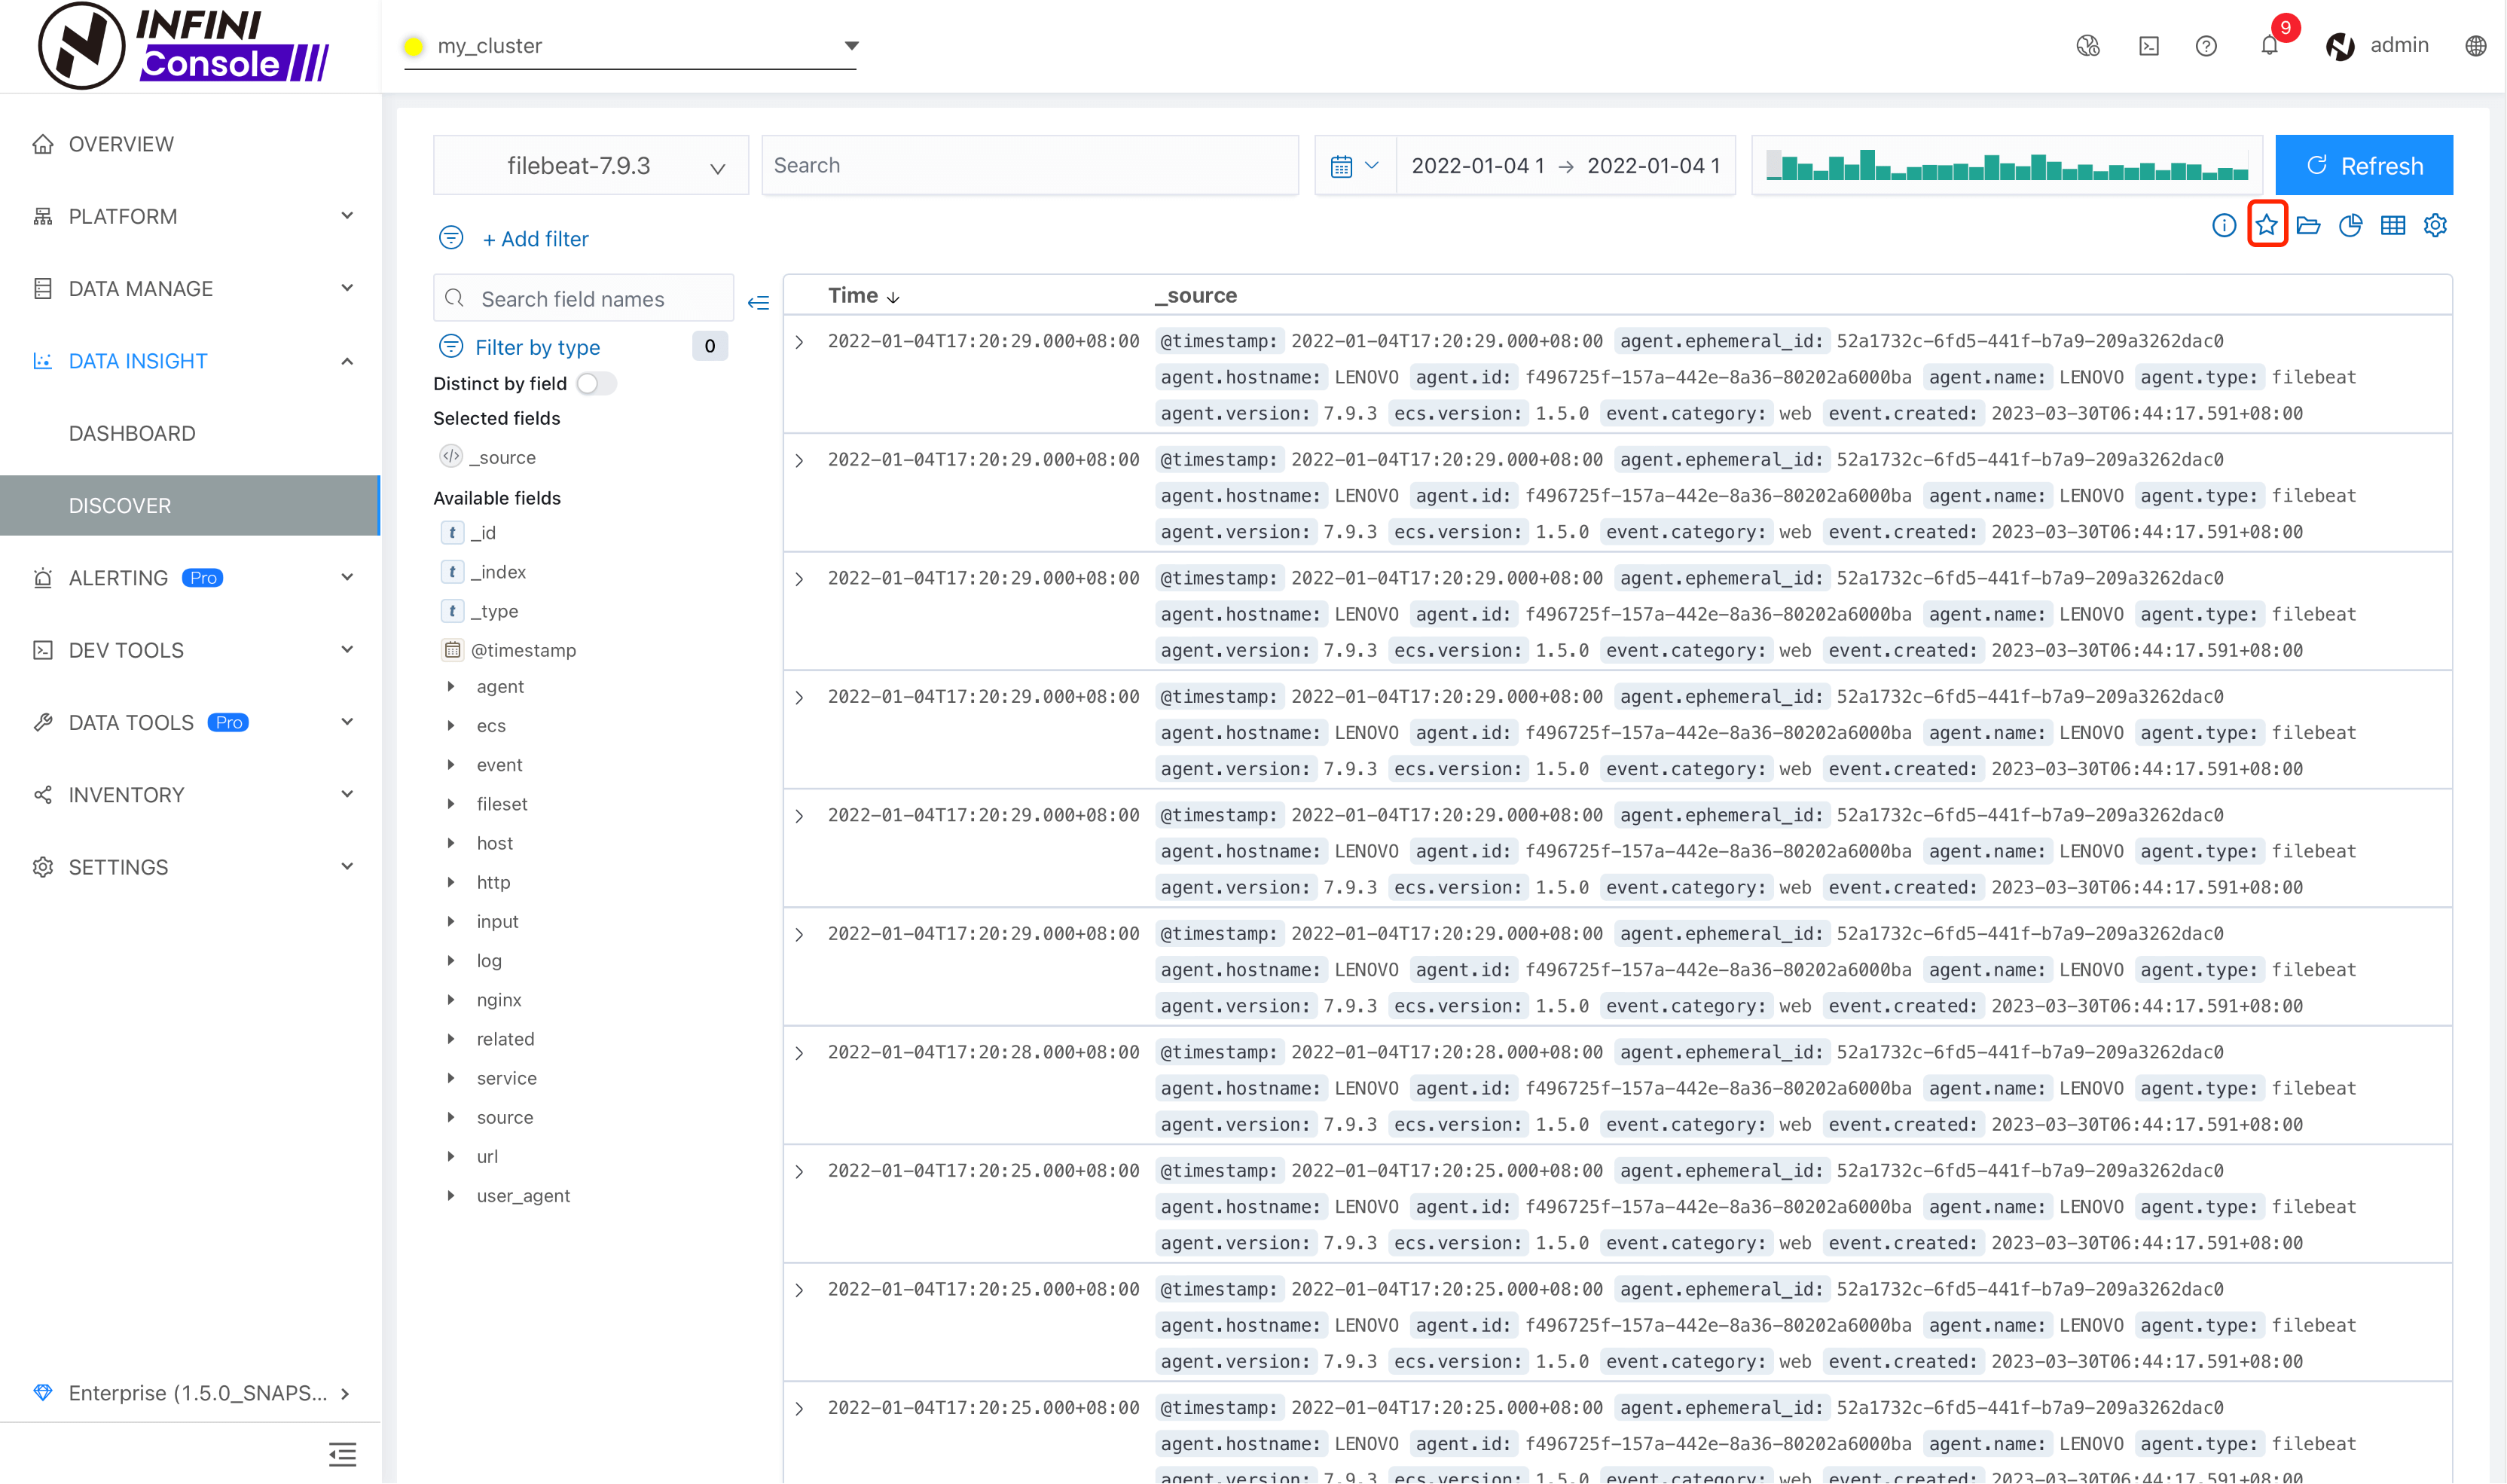 INFINI
Console
my_cluster
9
admin
OVERVIEW
PLATFORM
DATA MANAGE
DATA INSIGHT
DASHBOARD
DISCOVER
ALERTING Pro
DEV TOOLS
DATA TOOLS Pro
INVENTORY
SETTINGS
Enterprise (1.5.0_SNAPS...
filebeat-7.9.3
Search
2022-01-04 1 → 2022-01-04 1
Refresh
+ Add filter
Search field names
Filter by type 0
Distinct by field
Selected fields
_source
Available fields
t _id
t _index
t _type
@timestamp
agent
ecs
event
fileset
host
http
input
log
nginx
related
service
source
url
user_agent
Time ↓ _source
2022-01-04T17:20:29.000+08:00 @timestamp: 2022-01-04T17:20:29.000+08:00 agent.ephemeral_id: 52a1732c-6fd5-441f-b7a9-209a3262dac0
agent.hostname: LENOVO agent.id: f496725f-157a-442e-8a36-80202a6000ba agent.name: LENOVO agent.type: filebeat
agent.version: 7.9.3 ecs.version: 1.5.0 event.category: web event.created: 2023-03-30T06:44:17.591+08:00
2022-01-04T17:20:29.000+08:00 @timestamp: 2022-01-04T17:20:29.000+08:00 agent.ephemeral_id: 52a1732c-6fd5-441f-b7a9-209a3262dac0
agent.hostname: LENOVO agent.id: f496725f-157a-442e-8a36-80202a6000ba agent.name: LENOVO agent.type: filebeat
agent.version: 7.9.3 ecs.version: 1.5.0 event.category: web event.created: 2023-03-30T06:44:17.591+08:00
2022-01-04T17:20:29.000+08:00 @timestamp: 2022-01-04T17:20:29.000+08:00 agent.ephemeral_id: 52a1732c-6fd5-441f-b7a9-209a3262dac0
agent.hostname: LENOVO agent.id: f496725f-157a-442e-8a36-80202a6000ba agent.name: LENOVO agent.type: filebeat
agent.version: 7.9.3 ecs.version: 1.5.0 event.category: web event.created: 2023-03-30T06:44:17.591+08:00
2022-01-04T17:20:29.000+08:00 @timestamp: 2022-01-04T17:20:29.000+08:00 agent.ephemeral_id: 52a1732c-6fd5-441f-b7a9-209a3262dac0
agent.hostname: LENOVO agent.id: f496725f-157a-442e-8a36-80202a6000ba agent.name: LENOVO agent.type: filebeat
agent.version: 7.9.3 ecs.version: 1.5.0 event.category: web event.created: 2023-03-30T06:44:17.591+08:00
2022-01-04T17:20:29.000+08:00 @timestamp: 2022-01-04T17:20:29.000+08:00 agent.ephemeral_id: 52a1732c-6fd5-441f-b7a9-209a3262dac0
agent.hostname: LENOVO agent.id: f496725f-157a-442e-8a36-80202a6000ba agent.name: LENOVO agent.type: filebeat
agent.version: 7.9.3 ecs.version: 1.5.0 event.category: web event.created: 2023-03-30T06:44:17.591+08:00
2022-01-04T17:20:29.000+08:00 @timestamp: 2022-01-04T17:20:29.000+08:00 agent.ephemeral_id: 52a1732c-6fd5-441f-b7a9-209a3262dac0
agent.hostname: LENOVO agent.id: f496725f-157a-442e-8a36-80202a6000ba agent.name: LENOVO agent.type: filebeat
agent.version: 7.9.3 ecs.version: 1.5.0 event.category: web event.created: 2023-03-30T06:44:17.591+08:00
2022-01-04T17:20:28.000+08:00 @timestamp: 2022-01-04T17:20:28.000+08:00 agent.ephemeral_id: 52a1732c-6fd5-441f-b7a9-209a3262dac0
agent.hostname: LENOVO agent.id: f496725f-157a-442e-8a36-80202a6000ba agent.name: LENOVO agent.type: filebeat
agent.version: 7.9.3 ecs.version: 1.5.0 event.category: web event.created: 2023-03-30T06:44:17.591+08:00
2022-01-04T17:20:25.000+08:00 @timestamp: 2022-01-04T17:20:25.000+08:00 agent.ephemeral_id: 52a1732c-6fd5-441f-b7a9-209a3262dac0
agent.hostname: LENOVO agent.id: f496725f-157a-442e-8a36-80202a6000ba agent.name: LENOVO agent.type: filebeat
agent.version: 7.9.3 ecs.version: 1.5.0 event.category: web event.created: 2023-03-30T06:44:17.591+08:00
2022-01-04T17:20:25.000+08:00 @timestamp: 2022-01-04T17:20:25.000+08:00 agent.ephemeral_id: 52a1732c-6fd5-441f-b7a9-209a3262dac0
agent.hostname: LENOVO agent.id: f496725f-157a-442e-8a36-80202a6000ba agent.name: LENOVO agent.type: filebeat
agent.version: 7.9.3 ecs.version: 1.5.0 event.category: web event.created: 2023-03-30T06:44:17.591+08:00
2022-01-04T17:20:25.000+08:00 @timestamp: 2022-01-04T17:20:25.000+08:00 agent.ephemeral_id: 52a1732c-6fd5-441f-b7a9-209a3262dac0
agent.hostname: LENOVO agent.id: f496725f-157a-442e-8a36-80202a6000ba agent.name: LENOVO agent.type: filebeat
agent.version: 7.9.3 ecs.version: 1.5.0 event.category: web event.created: 2023-03-30T06:44:17.591+08:00